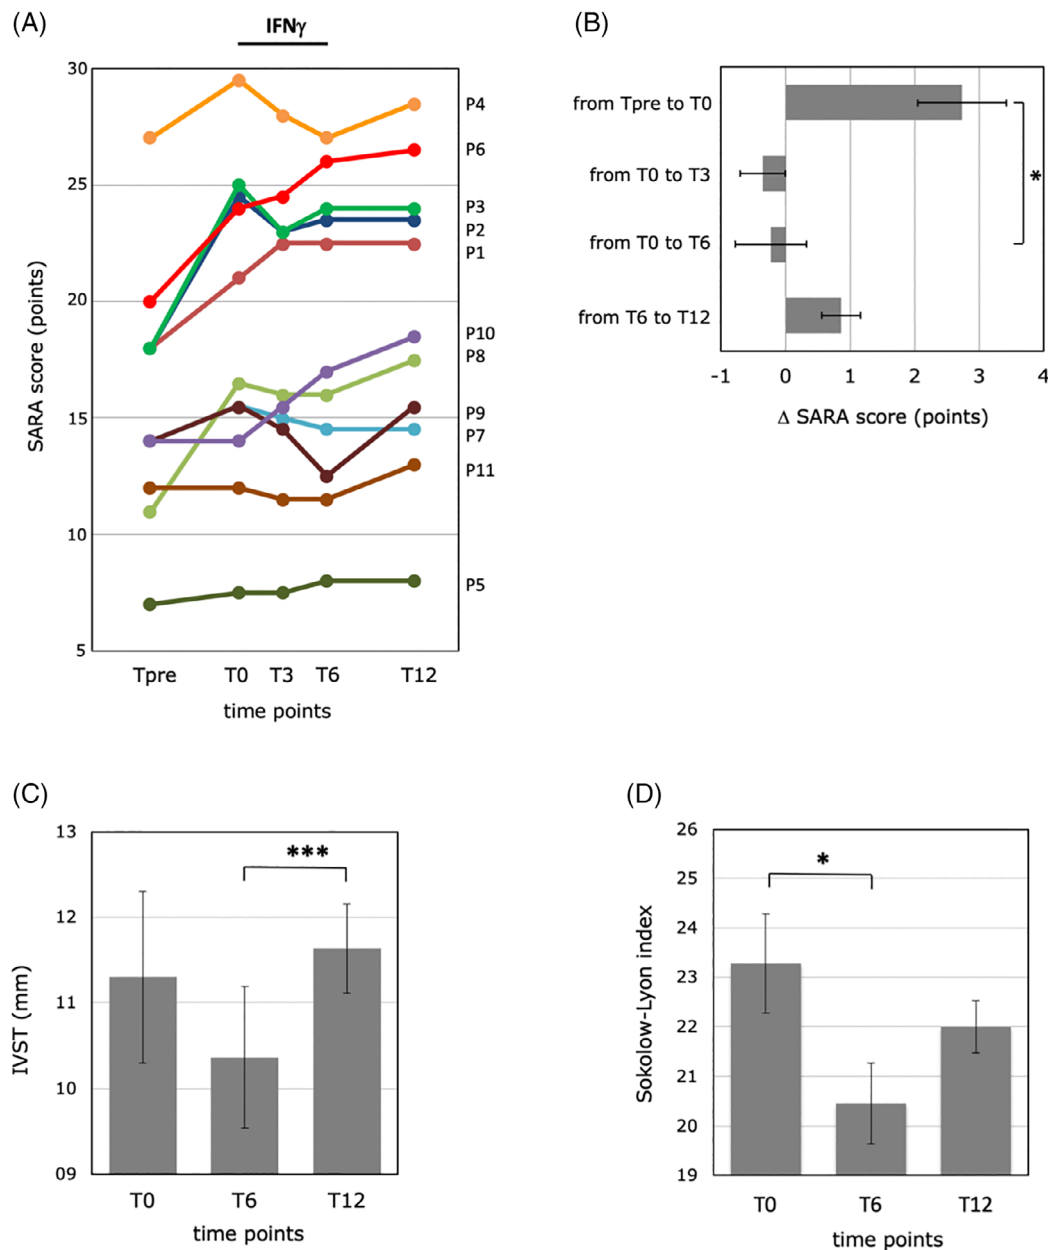 (A)
IFNγ
30
25
20
15
10
5
SARA score (points)
P4
P6
P3
P2
P1
P10
P8
P9
P7
P11
P5
Tpre T0 T3 T6 T12
time points
(B)
from Tpre to T0
from T0 to T3
from T0 to T6
from T6 to T12
*
-1 0 1 2 3 4
Δ SARA score (points)
(C)
13
12
11
10
09
IVST (mm)
***
T0 T6 T12
time points
(D)
26
25
24
23
22
21
20
19
Sokolow-Lyon index
*
T0 T6 T12
time points